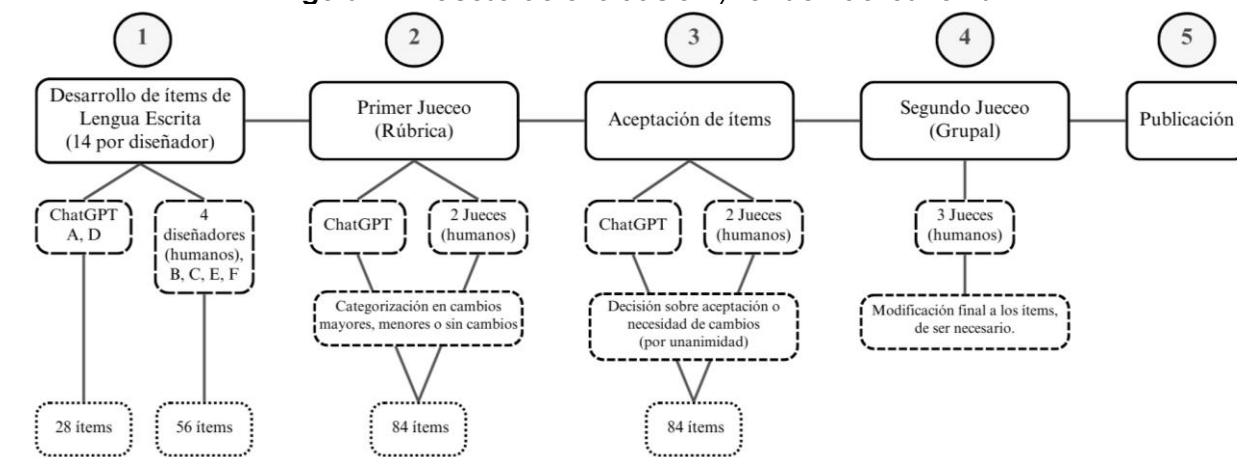 1
2
3
4
5
Desarrollo de ítems de
Lengua Escrita
(14 por diseñador)
Primer Jueceo
(Rúbrica)
Aceptación de ítems
Segundo Jueceo
(Grupal)
Publicación
ChatGPT
A, D
4
diseñadores
(humanos),
B, C, E, F
ChatGPT
2 Jueces
(humanos)
ChatGPT
2 Jueces
(humanos)
3 Jueces
(humanos)
Categorización en cambios
mayores, menores o sin cambios
Decisión sobre aceptación o
necesidad de cambios
(por unanimidad)
Modificación final a los ítems,
de ser necesario.
28 ítems
56 ítems
84 ítems
84 ítems